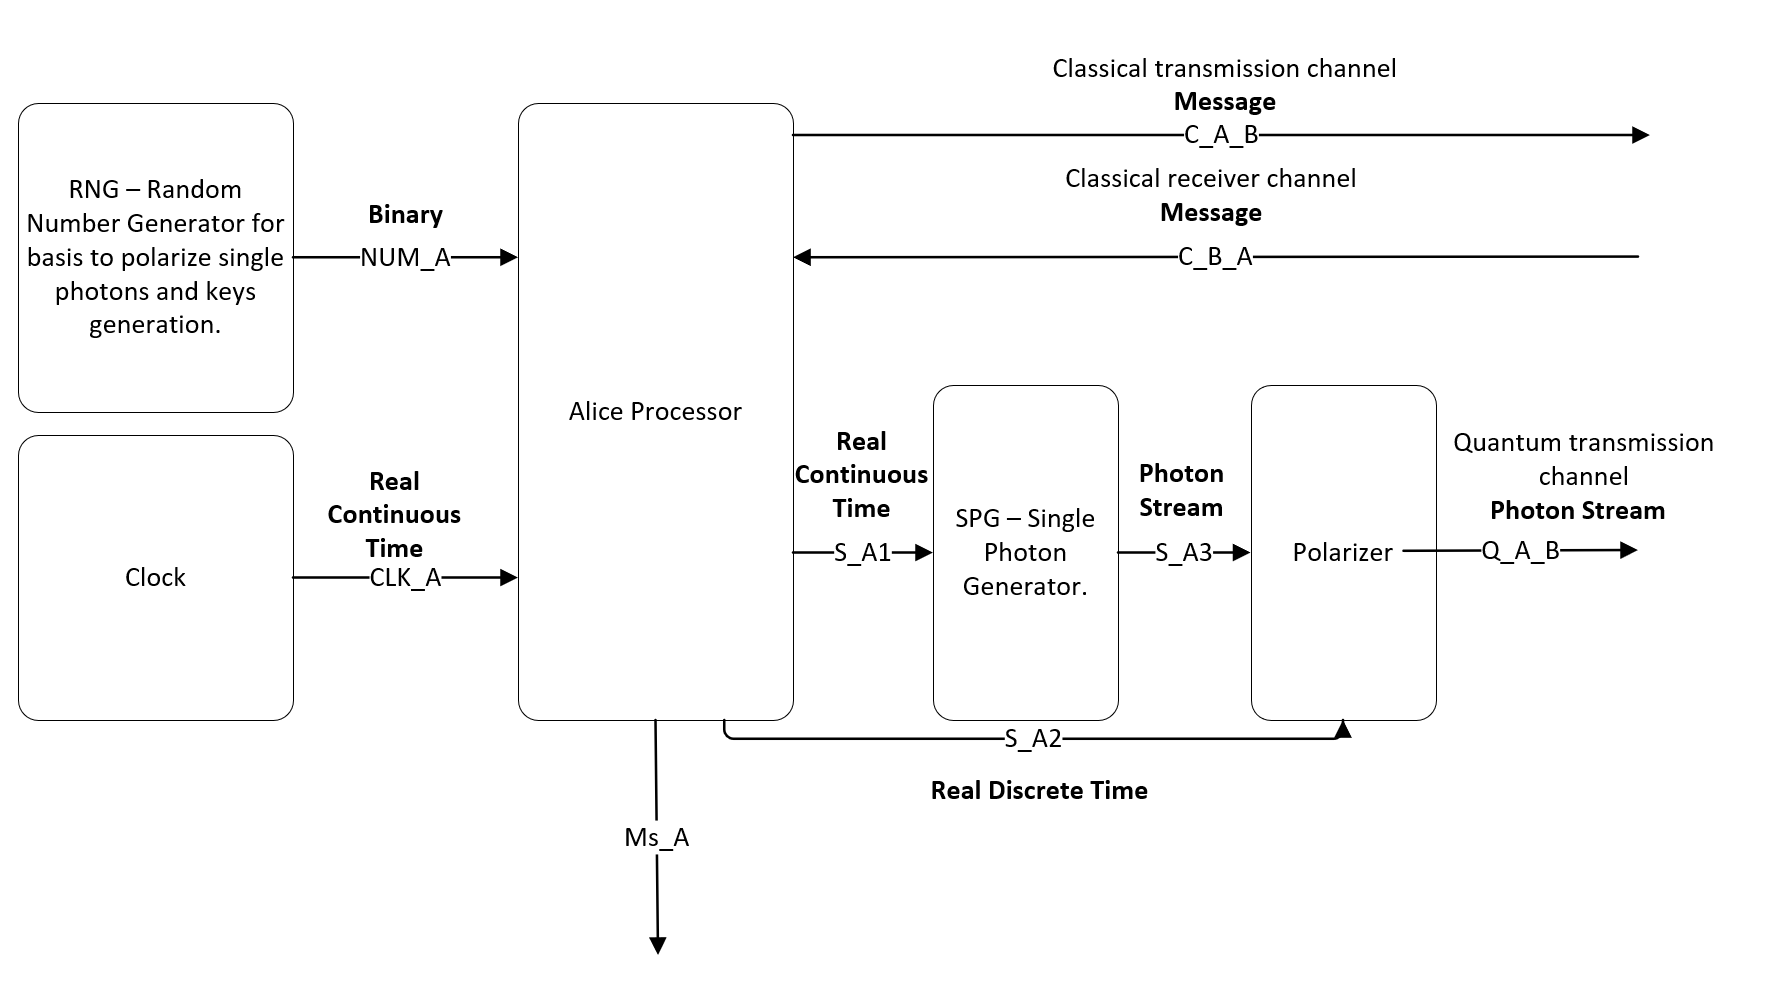 Classical transmission channel
Message
C_A_B
Classical receiver channel
Message
C_B_A
RNG – Random
Number Generator for
basis to polarize single
photons and keys
generation.
Binary
NUM_A
Alice Processor
Clock
Real
Continuous
Time
CLK_A
Real
Continuous
Time
S_A1
SPG – Single
Photon
Generator.
Photon
Stream
S_A3
Polarizer
Quantum transmission
channel
Photon Stream
Q_A_B
S_A2
Real Discrete Time
Ms_A